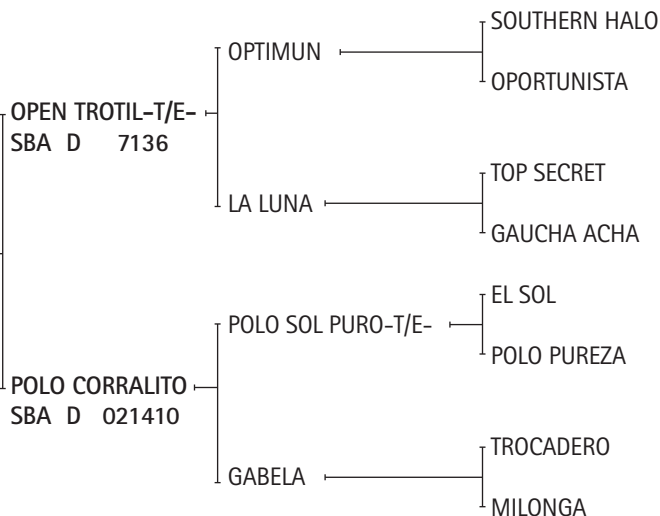 SOUTHERN HALO
OPTIMUN
OPORTUNISTA
OPEN TROTIL-T/E-
SBA D 7136
TOP SECRET
LA LUNA
GAUCHA ACHA
EL SOL
POLO SOL PURO-T/E-
POLO PUREZA
POLO CORRALITO
SBA D 021410
TROCADERO
GABELA
MILONGA